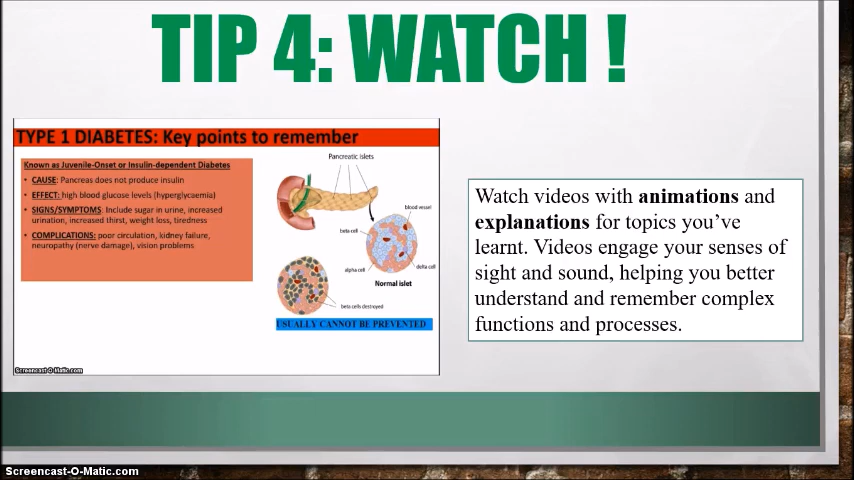 TIP 4: WATCH !
TYPE 1 DIABETES: Key points to remember
Known as Juvenile-Onset or Insulin-dependent Diabetes
• CAUSE: Pancreas does not produce insulin
• EFFECT: high blood glucose levels (hyperglycaemia)
• SIGNS/SYMPTOMS: Include sugar in urine, increased
urination, increased thirst, weight loss, tiredness
• COMPLICATIONS: poor circulation, kidney failure,
neuropathy (nerve damage), vision problems
Pancreatic islets
blood vessel
beta cell
alpha cell
delta cell
Normal islet
beta cells destroyed
USUALLY CANNOT BE PREVENTED
Screencast-O-Matic.com
Watch videos with animations and
explanations for topics you've
learnt. Videos engage your senses of
sight and sound, helping you better
understand and remember complex
functions and processes.
Screencast-O-Matic.com